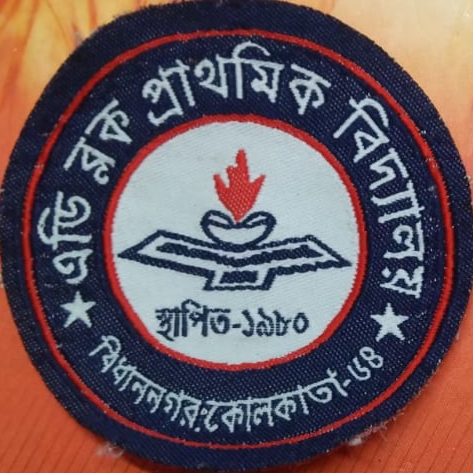 এডি ব্লক প্রাথমিক বিদ্যালয়
স্থাপিত-১৯৮০
বিধাননগর:কোলকাতা-৬৪